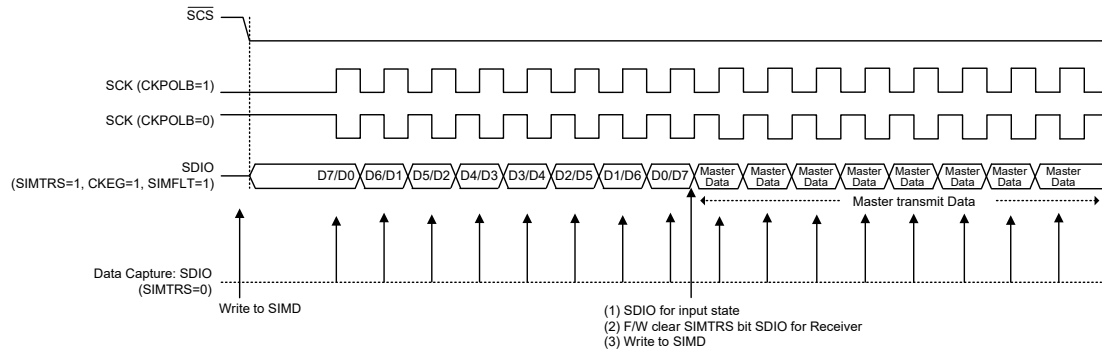 SCS
SCK (CKPOLB=1)
SCK (CKPOLB=0)
SDIO
(SIMTRS=1, CKEG=1, SIMFLT=1)
D7/D0 D6/D1 D5/D2 D4/D3 D3/D4 D2/D5 D1/D6 D0/D7
Master Data Master Data Master Data Master Data Master Data Master Data Master Data Master Data
Master transmit Data
Data Capture: SDIO
(SIMTRS=0)
Write to SIMD
(1) SDIO for input state
(2) F/W clear SIMTRS bit SDIO for Receiver
(3) Write to SIMD